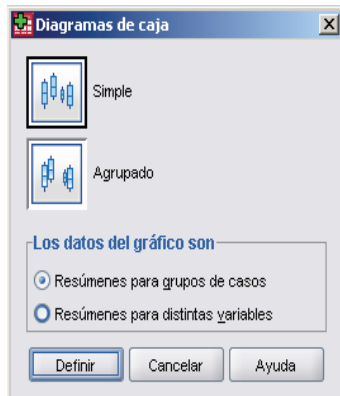 Diagramas de caja
Simple
Agrupado
Los datos del gráfico son
Resúmenes para grupos de casos
Resúmenes para distintas variables
Definir
Cancelar
Ayuda